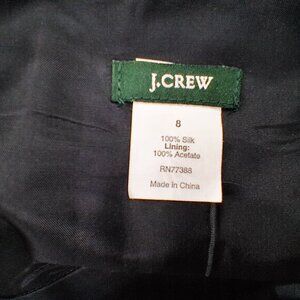 J.CREW
8
100% Silk
Lining:
100% Acetate
RN77388
Made In China